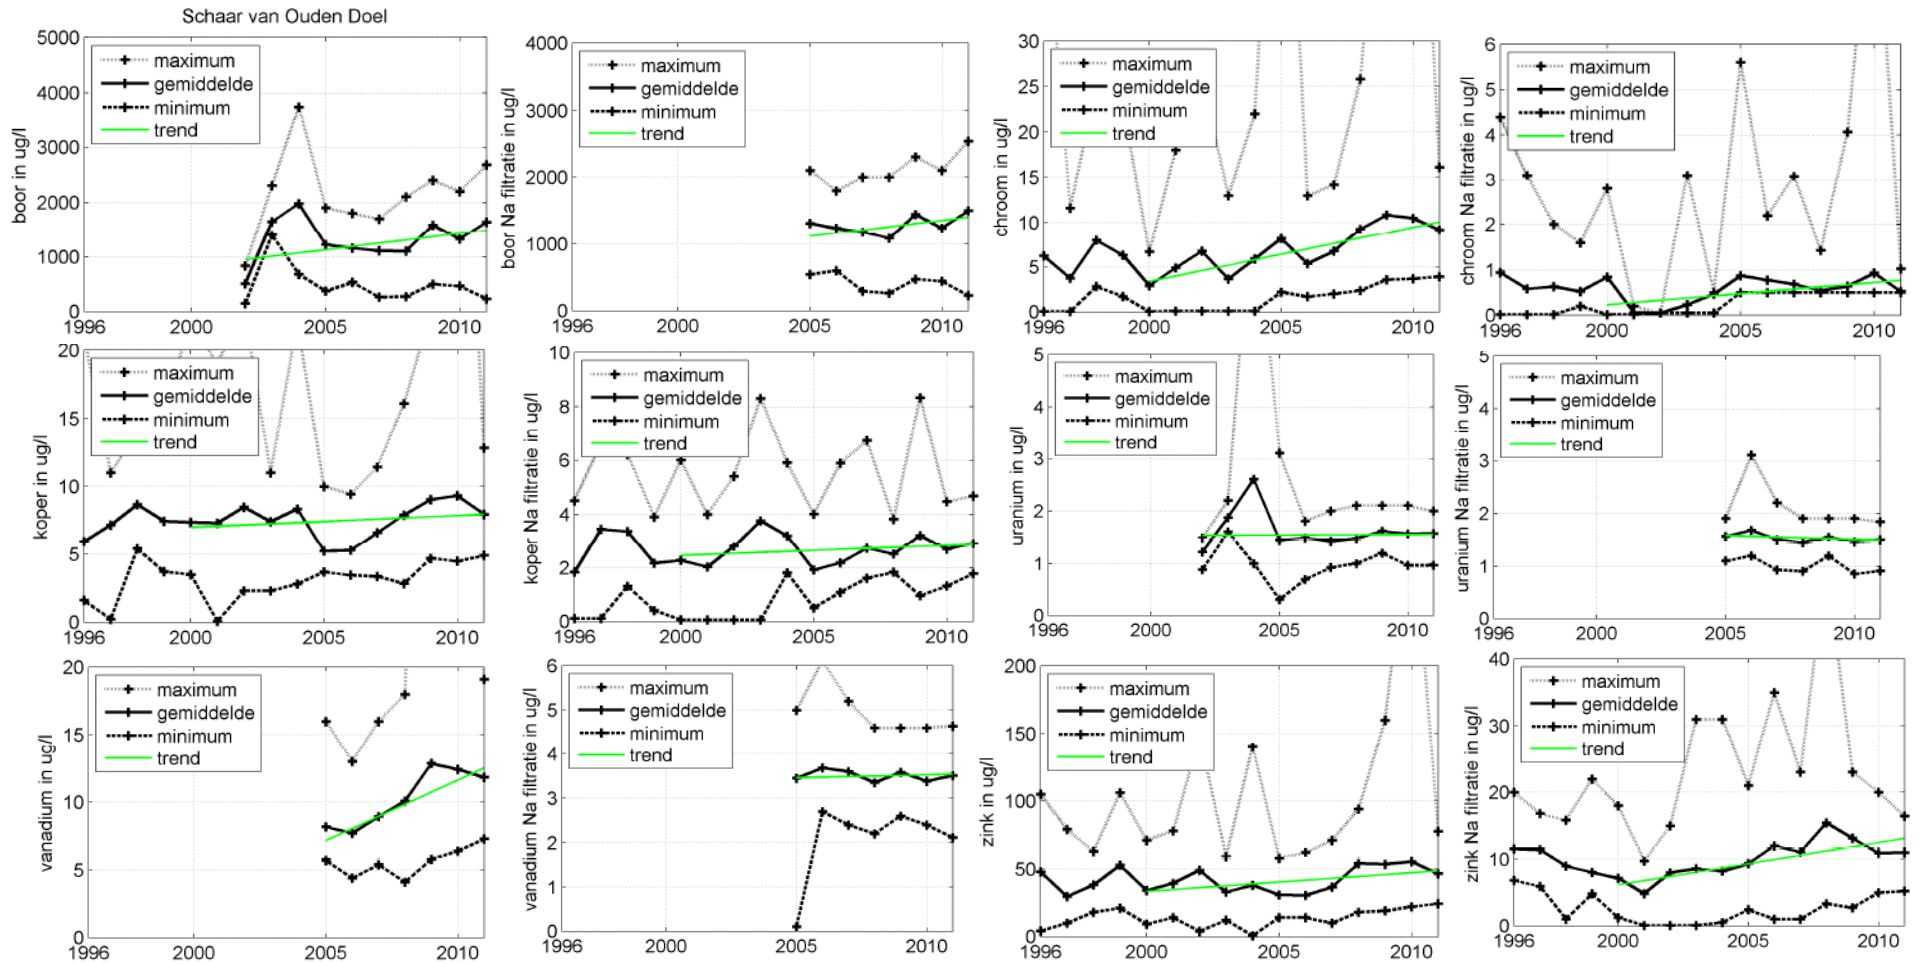 Schaar van Ouden Doel
boor in ug/l
5000
4000
3000
2000
1000
0
maximum
gemiddelde
minimum
trend
1996 2000 2005 2010
boor Na filtratie in ug/l
4000
3000
2000
1000
0
maximum
gemiddelde
minimum
trend
1996 2000 2005 2010
chroom in ug/l
30
25
20
15
10
5
0
maximum
gemiddelde
minimum
trend
1996 2000 2005 2010
chroom Na filtratie in ug/l
6
5
4
3
2
1
0
maximum
gemiddelde
minimum
trend
1996 2000 2005 2010
koper in ug/l
20
15
10
5
0
maximum
gemiddelde
minimum
trend
1996 2000 2005 2010
koper Na filtratie in ug/l
10
8
6
4
2
0
maximum
gemiddelde
minimum
trend
1996 2000 2005 2010
uranium in ug/l
5
4
3
2
1
0
maximum
gemiddelde
minimum
trend
1996 2000 2005 2010
uranium Na filtratie in ug/l
5
4
3
2
1
0
maximum
gemiddelde
minimum
trend
1996 2000 2005 2010
vanadium in ug/l
20
15
10
5
0
maximum
gemiddelde
minimum
trend
1996 2000 2005 2010
vanadium Na filtratie in ug/l
6
5
4
3
2
1
0
maximum
gemiddelde
minimum
trend
1996 2000 2005 2010
zink in ug/l
200
150
100
50
0
maximum
gemiddelde
minimum
trend
1996 2000 2005 2010
zink Na filtratie in ug/l
40
30
20
10
0
maximum
gemiddelde
minimum
trend
1996 2000 2005 2010